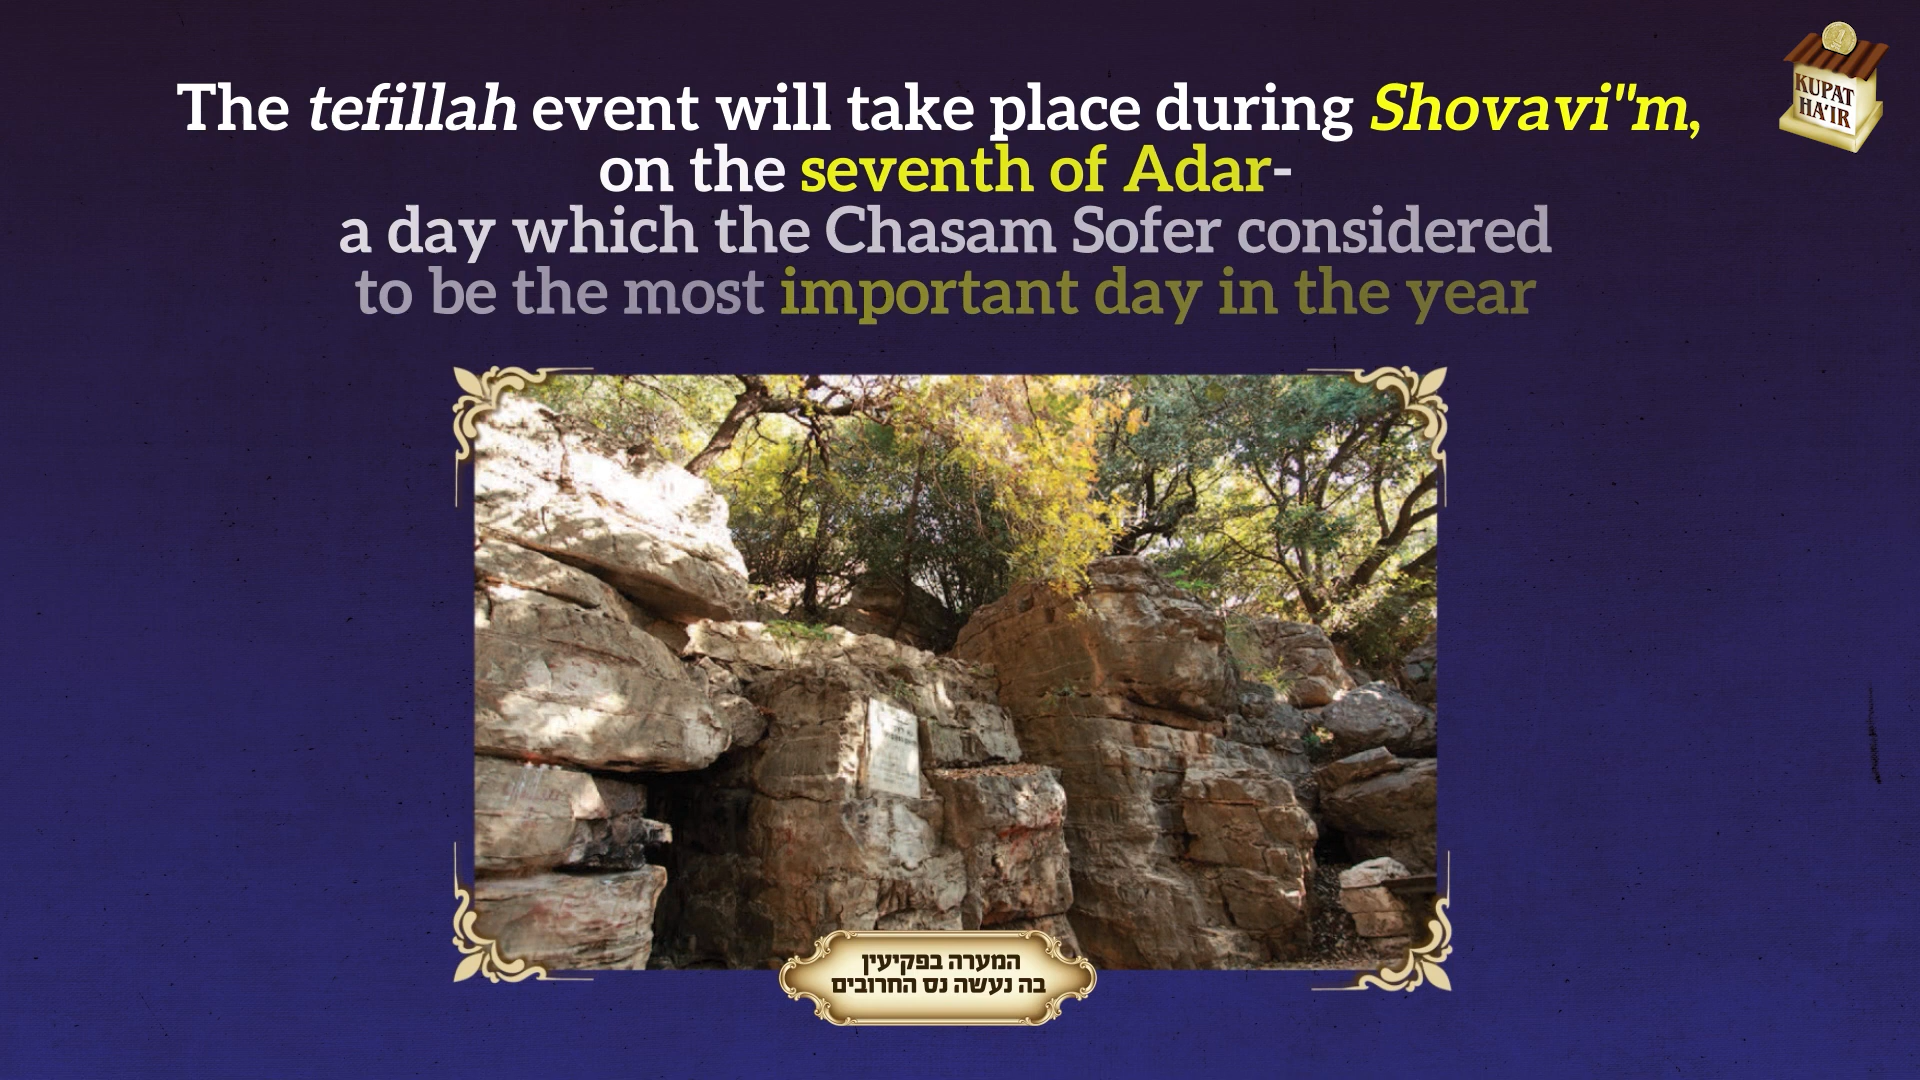 The tefillah event will take place during Shovavi"m,
on the seventh of Adar-
a day which the Chasam Sofer considered
to be the most important day in the year
KUPAT
HA'IR
המערה בפקיעין
בה נעשה נס החרובים